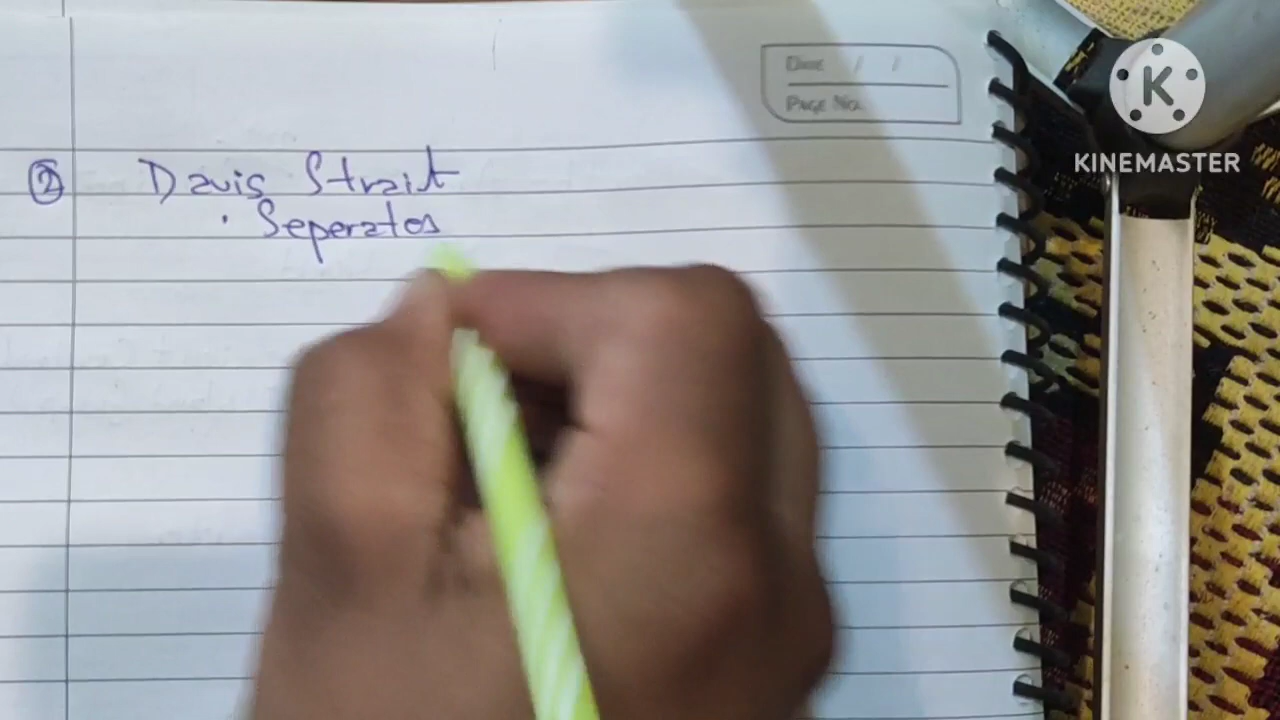 DATE / /
PAGE NO.
K
KINEMASTER
② Davis Strait
· Seperates